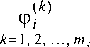 φ_i^(k)
k=1, 2, ..., m,